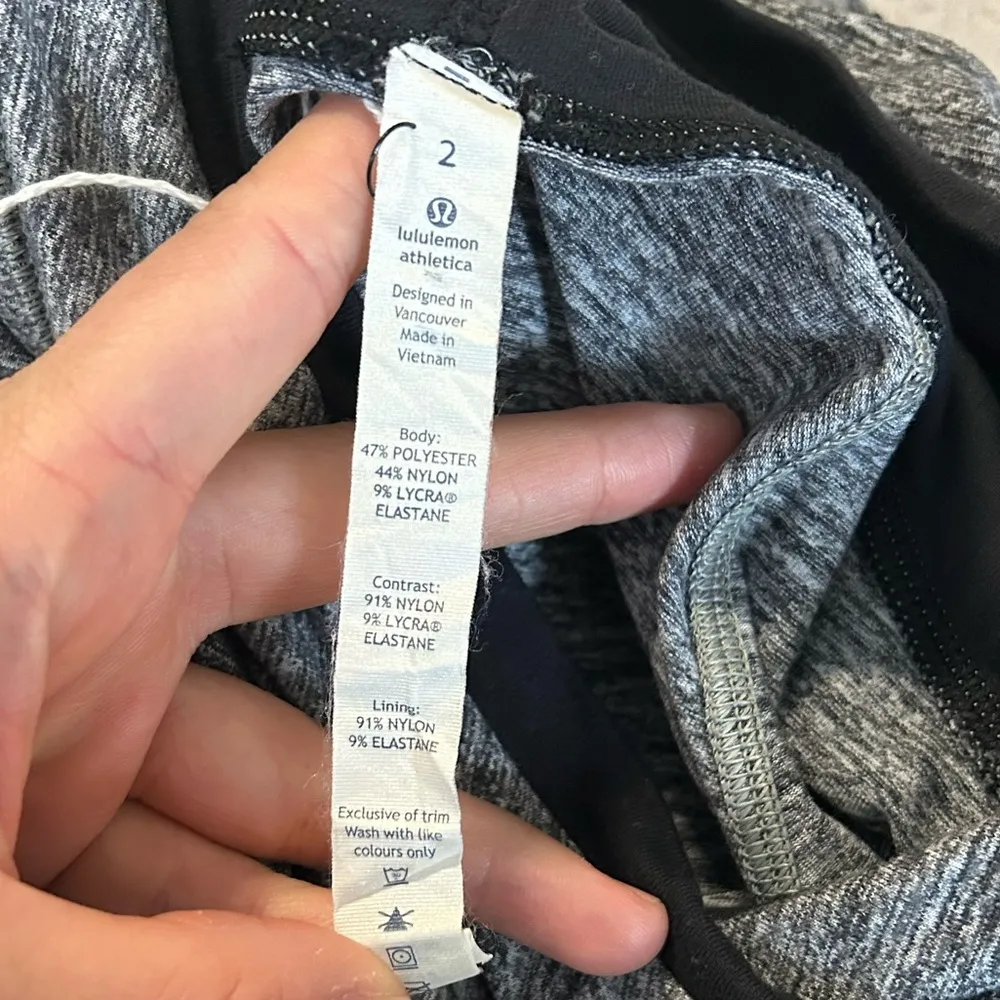 2
lululemon
athletica
Designed in
Vancouver
Made in
Vietnam
Body:
47% POLYESTER
44% NYLON
9% LYCRA®
ELASTANE
Contrast:
91% NYLON
9% LYCRA®
ELASTANE
Lining:
91% NYLON
9% ELASTANE
Exclusive of trim
Wash with like
colours only